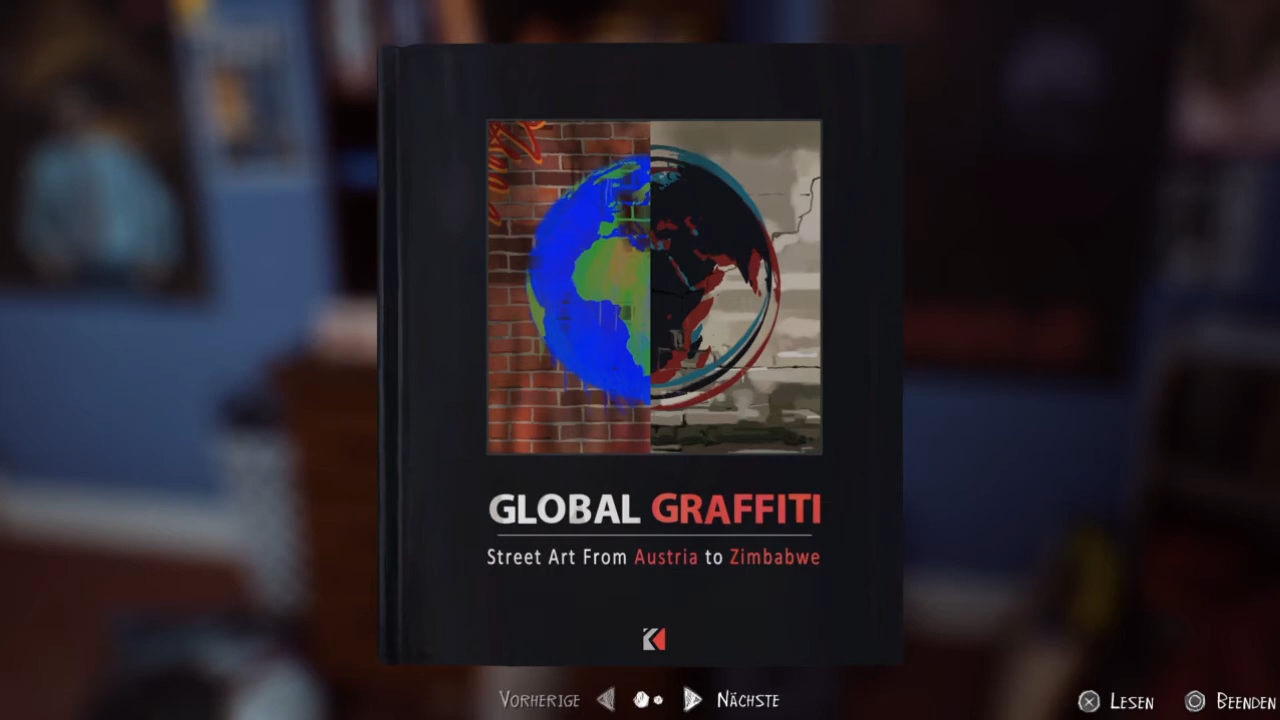 GLOBAL GRAFFITI
Street Art From Austria to Zimbabwe
VORHERIGE NÄCHSTE
LESEN BEENDEN